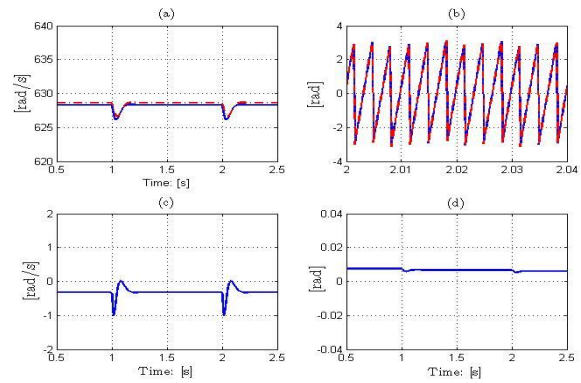 (a)
640
635
630
625
620
[rad/s]
0.5 1 1.5 2 2.5
Time: [s]
(b)
4
2
0
-2
-4
[rad]
2 2.01 2.02 2.03 2.04
(c)
2
1
0
-1
-2
[rad/s]
0.5 1 1.5 2 2.5
Time: [s]
(d)
0.04
0.02
0
-0.02
-0.04
[rad]
0.5 1 1.5 2 2.5
Time: [s]